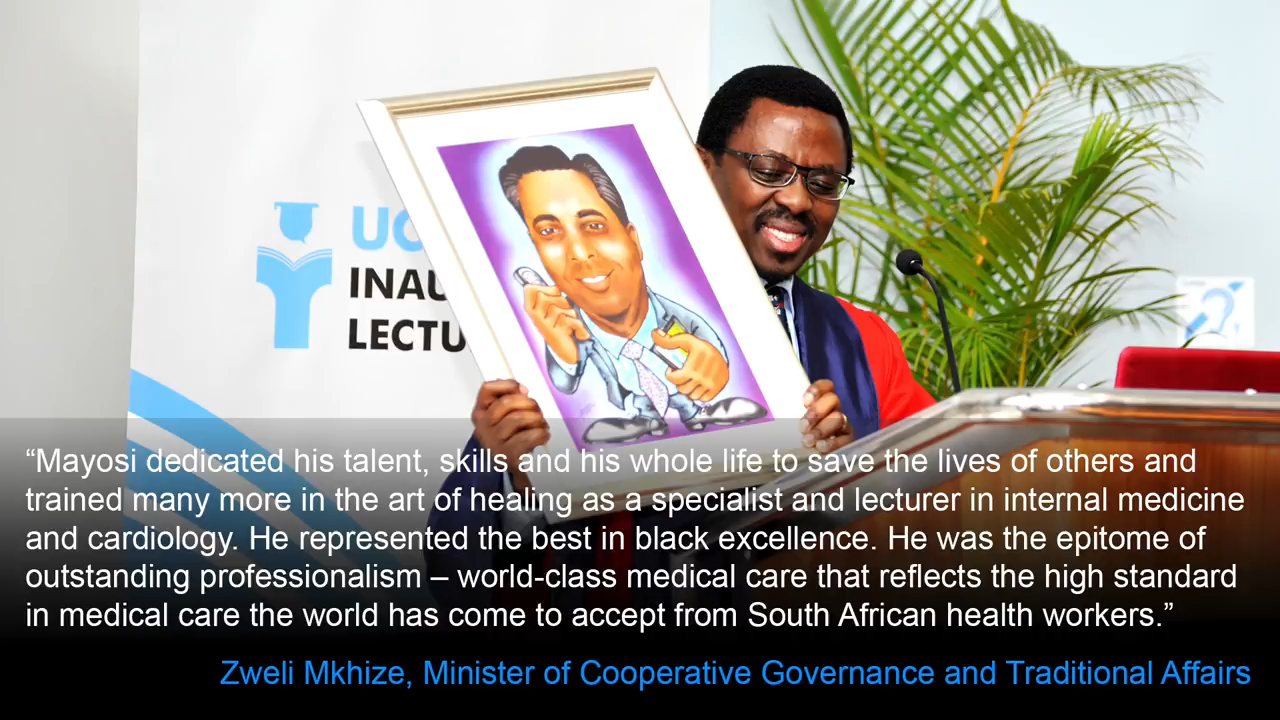 UC
INAU
LECTU
“Mayosi dedicated his talent, skills and his whole life to save the lives of others and
trained many more in the art of healing as a specialist and lecturer in internal medicine
and cardiology. He represented the best in black excellence. He was the epitome of
outstanding professionalism – world-class medical care that reflects the high standard
in medical care the world has come to accept from South African health workers.”
Zweli Mkhize, Minister of Cooperative Governance and Traditional Affairs